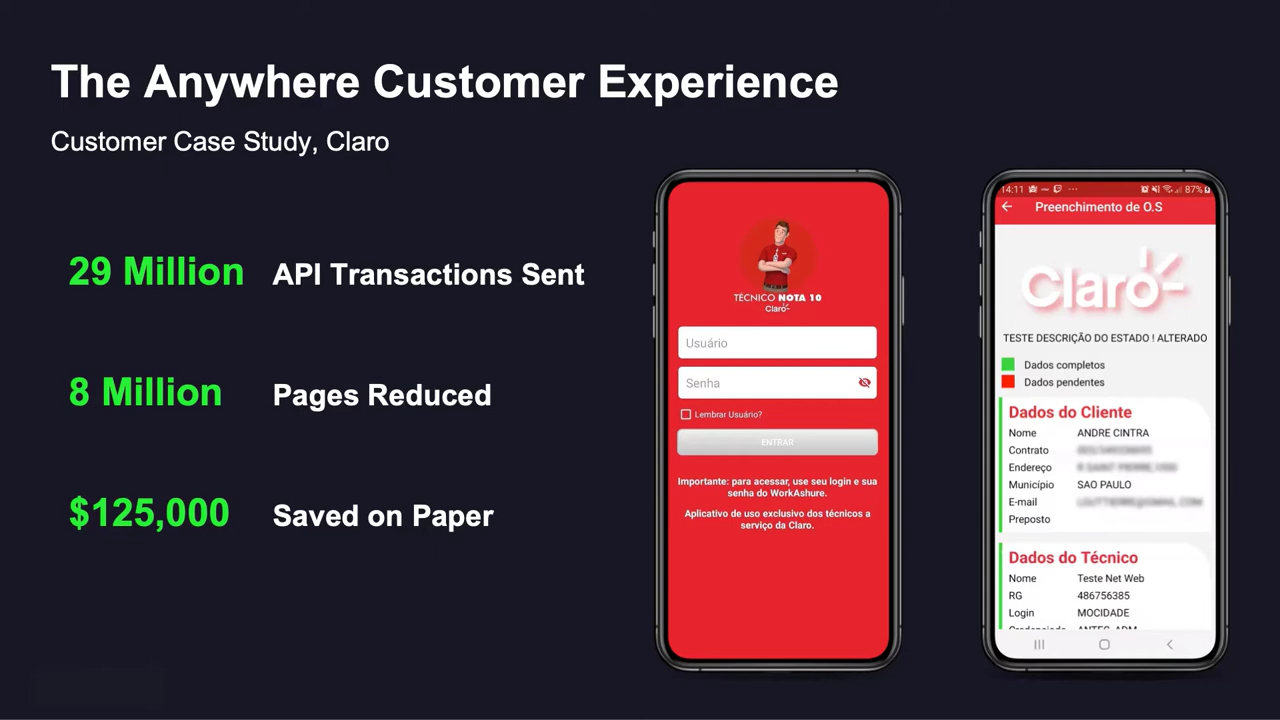 The Anywhere Customer Experience
Customer Case Study, Claro
29 Million API Transactions Sent
8 Million Pages Reduced
$125,000 Saved on Paper
TÉCNICO NOTA 10
Claro
Usuário
Senha
Lembrar Usuário?
ENTRAR
Importante: para acessar, use seu login e sua
senha do WorkAshure.
Aplicativo de uso exclusivo dos técnicos a
serviço da Claro.
14:11 87%
Preenchimento de O.S
Claro
TESTE DESCRIÇÃO DO ESTADO ! ALTERADO
Dados completos
Dados pendentes
Dados do Cliente
Nome ANDRE CINTRA
Contrato
Endereço
Município SAO PAULO
E-mail
Preposto
Dados do Técnico
Nome Teste Net Web
RG 486756385
Login MOCIDADE